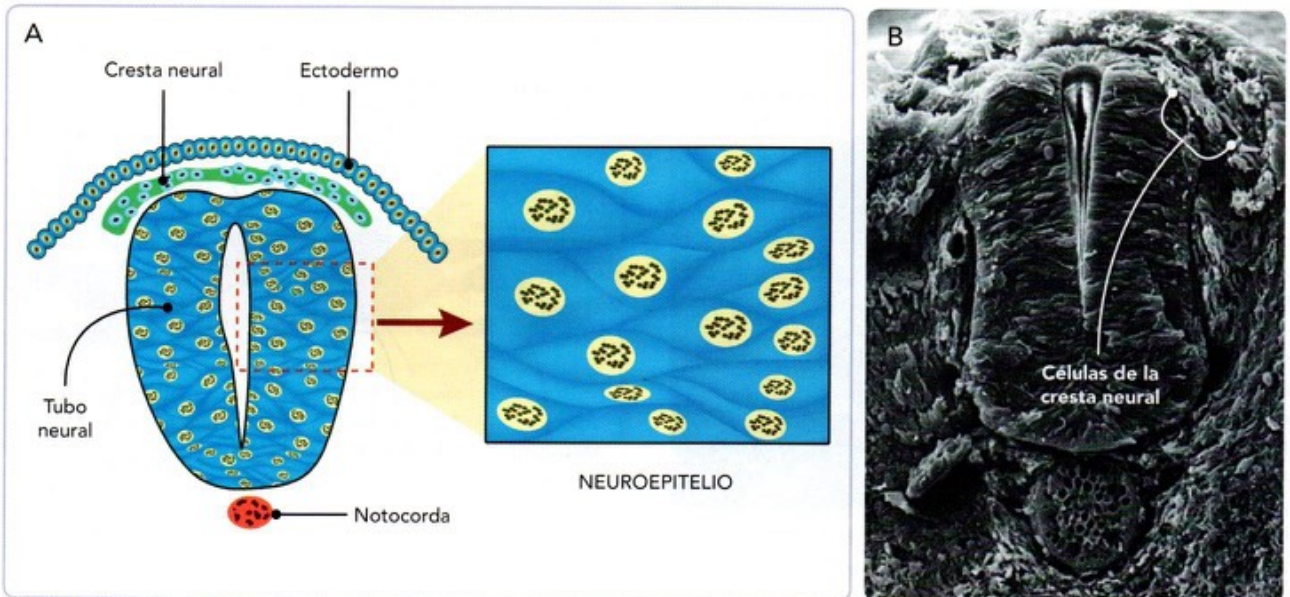 A
Cresta neural
Ectodermo
Tubo
neural
Notocorda
NEUROEPITELIO
B
Células de la
cresta neural